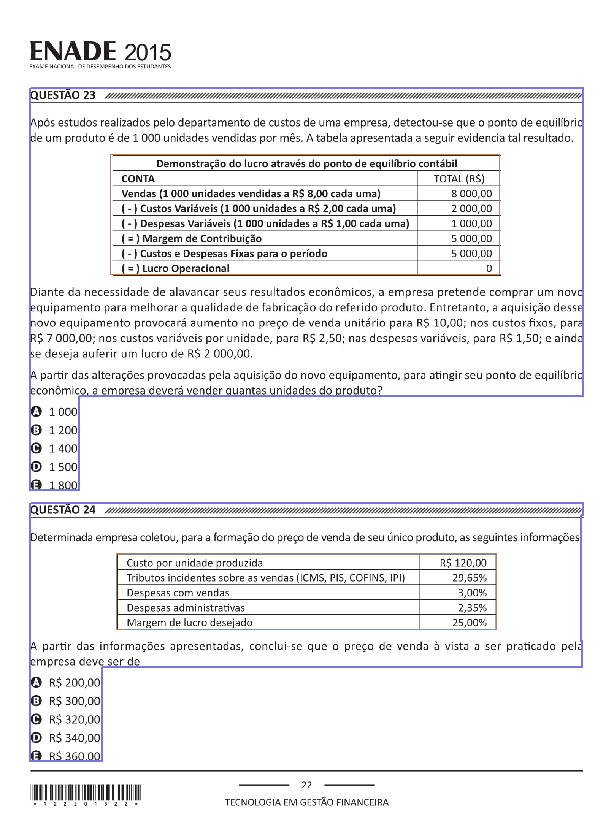 ENADE 2015
EXAME NACIONAL DE DESEMPENHO DOS ESTUDANTES
QUESTÃO 23
Após estudos realizados pelo departamento de custos de uma empresa, detectou-se que o ponto de equilíbrio
de um produto é de 1 000 unidades vendidas por mês. A tabela apresentada a seguir evidencia tal resultado.
Demonstração do lucro através do ponto de equilíbrio contábil
CONTA TOTAL (R$)
Vendas (1 000 unidades vendidas a R$ 8,00 cada uma) 8 000,00
( - ) Custos Variáveis (1 000 unidades a R$ 2,00 cada uma) 2 000,00
( - ) Despesas Variáveis (1 000 unidades a R$ 1,00 cada uma) 1 000,00
( = ) Margem de Contribuição 5 000,00
( - ) Custos e Despesas Fixas para o período 5 000,00
( = ) Lucro Operacional 0
Diante da necessidade de alavancar seus resultados econômicos, a empresa pretende comprar um novo
equipamento para melhorar a qualidade de fabricação do referido produto. Entretanto, a aquisição desse
novo equipamento provocará aumento no preço de venda unitário para R$ 10,00; nos custos fixos, para
R$ 7 000,00; nos custos variáveis por unidade, para R$ 2,50; nas despesas variáveis, para R$ 1,50; e ainda
se deseja auferir um lucro de R$ 2 000,00.
A partir das alterações provocadas pela aquisição do novo equipamento, para atingir seu ponto de equilíbrio
econômico, a empresa deverá vender quantas unidades do produto?
A 1 000
B 1 200
C 1 400
D 1 500
E 1 800
QUESTÃO 24
Determinada empresa coletou, para a formação do preço de venda de seu único produto, as seguintes informações
Custo por unidade produzida R$ 120,00
Tributos incidentes sobre as vendas (ICMS, PIS, COFINS, IPI) 29,65%
Despesas com vendas 3,00%
Despesas administrativas 2,35%
Margem de lucro desejado 25,00%
A partir das informações apresentadas, conclui-se que o preço de venda à vista a ser praticado pela
empresa deve ser de
A R$ 200,00
B R$ 300,00
C R$ 320,00
D R$ 340,00
E R$ 360,00
22
TECNOLOGIA EM GESTÃO FINANCEIRA